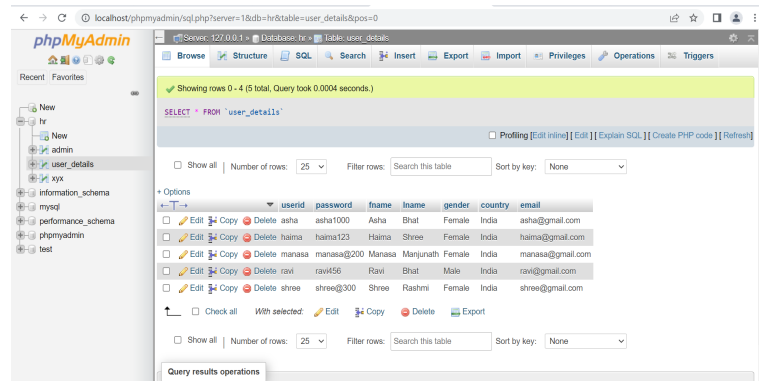 localhost/phpmyadmin/sql.php?server=1&db=hr&table=user_details&pos=0
phpMyAdmin
Recent Favorites
New
hr
New
admin
user_details
xyx
information_schema
mysql
performance_schema
phpmyadmin
test
Server: 127.0.0.1 » Database: hr » Table: user_details
Browse Structure SQL Search Insert Export Import Privileges Operations Triggers
Showing rows 0 - 4 (5 total, Query took 0.0004 seconds.)
SELECT * FROM `user_details`
Profiling [Edit inline] [ Edit ] [ Explain SQL ] [ Create PHP code ] [ Refresh]
Show all | Number of rows: 25 Filter rows: Search this table Sort by key: None
+ Options
←T→ userid password fname lname gender country email
Edit Copy Delete asha asha1000 Asha Bhat Female India asha@gmail.com
Edit Copy Delete haima haima123 Haima Shree Female India haima@gmail.com
Edit Copy Delete manasa manasa@200 Manasa Manjunath Female India manasa@gmail.com
Edit Copy Delete ravi ravi456 Ravi Bhat Male India ravi@gmail.com
Edit Copy Delete shree shree@300 Shree Rashmi Female India shree@gmail.com
Check all With selected: Edit Copy Delete Export
Show all | Number of rows: 25 Filter rows: Search this table Sort by key: None
Query results operations